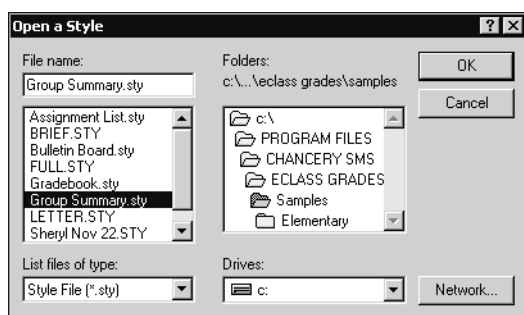 Open a Style
File name:
Group Summary.sty
Assignment List.sty
BRIEF.STY
Bulletin Board.sty
FULL.STY
Gradebook.sty
Group Summary.sty
LETTER.STY
Sheryl Nov 22.STY
List files of type:
Style File (*.sty)
Folders:
c:\...\eclass grades\samples
c:\
PROGRAM FILES
CHANCERY SMS
ECLASS GRADES
Samples
Elementary
Drives:
c:
OK
Cancel
Network...